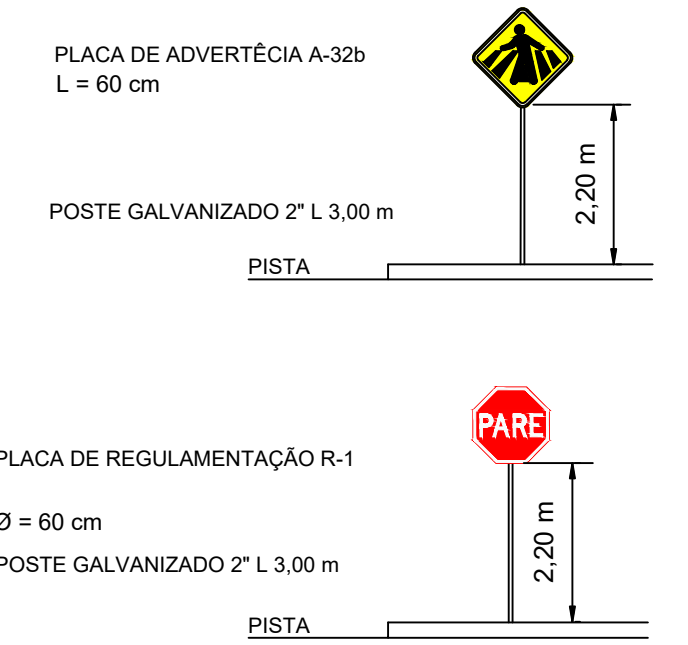 PLACA DE ADVERTÊCIA A-32b
L = 60 cm
2,20 m
POSTE GALVANIZADO 2" L 3,00 m
PISTA
PARE
PLACA DE REGULAMENTAÇÃO R-1
Ø = 60 cm
2,20 m
POSTE GALVANIZADO 2" L 3,00 m
PISTA